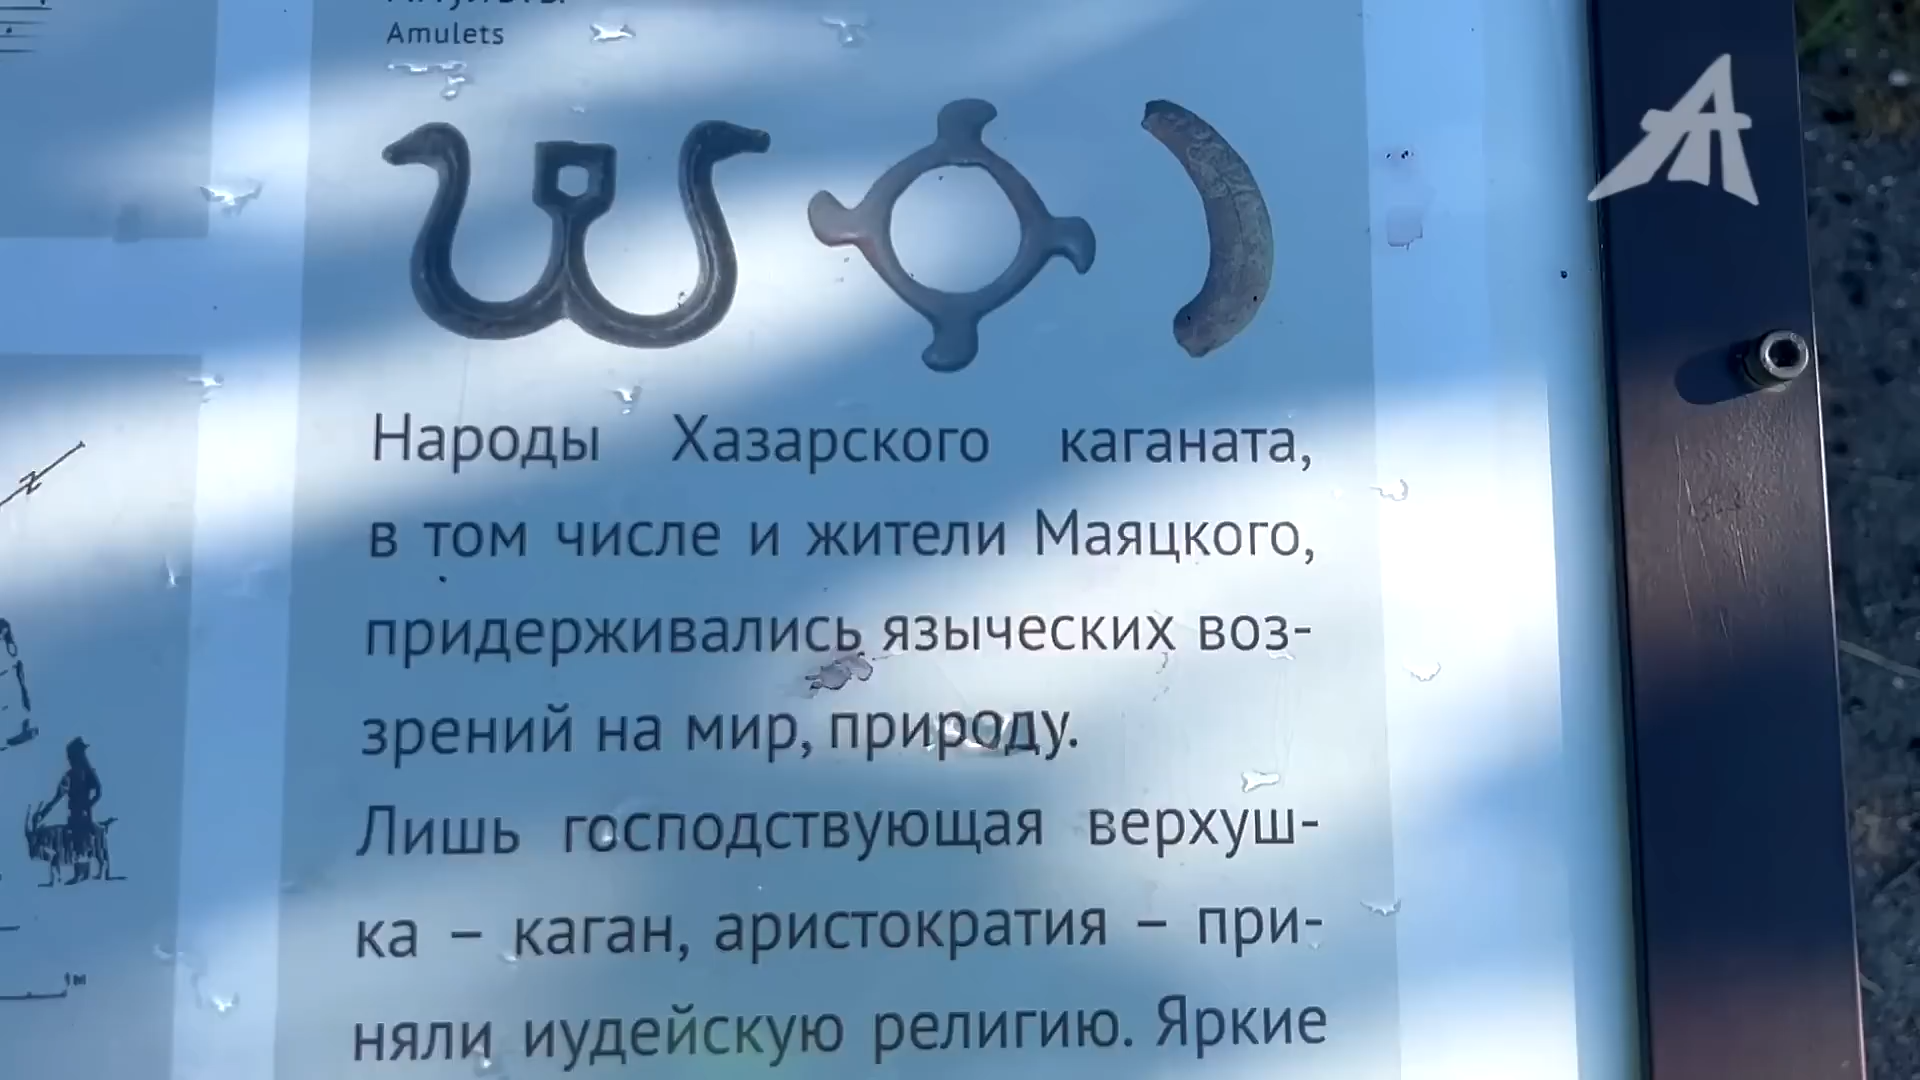 Амулеты
Amulets
Народы Хазарского каганата,
в том числе и жители Маяцкого,
придерживались языческих воз-
зрений на мир, природу.
Лишь господствующая верхуш-
ка – каган, аристократия – при-
няли иудейскую религию. Яркие